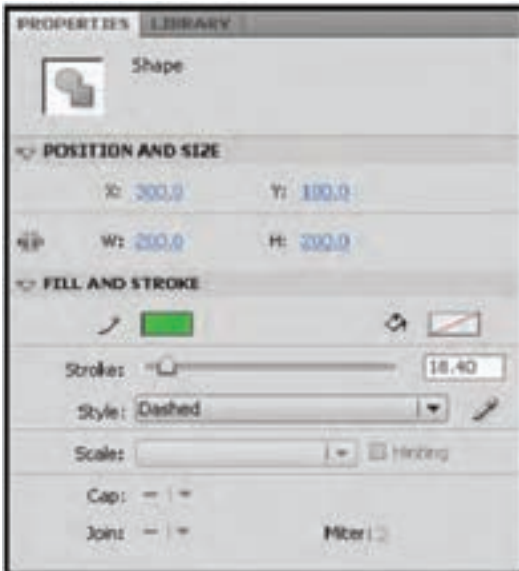 PROPERTIES LIBRARY
Shape
POSITION AND SIZE
X: 300.0 Y: 100.0
W: 200.0 H: 200.0
FILL AND STROKE
Stroke: 18.40
Style: Dashed
Scale: Hinting
Cap:
Join: Miter: